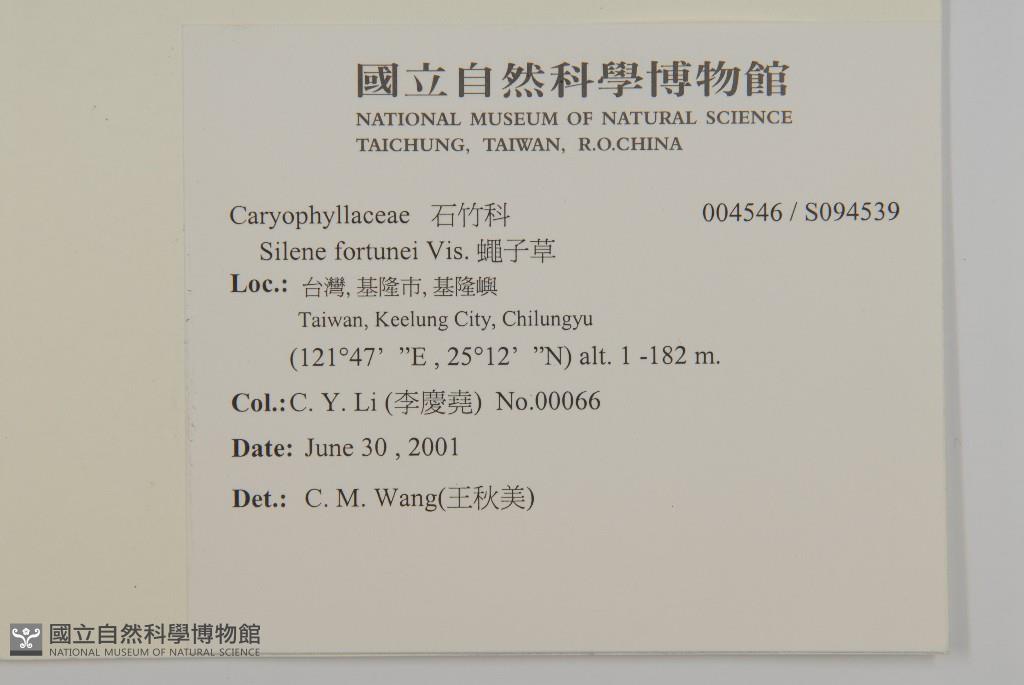 國立自然科學博物館
NATIONAL MUSEUM OF NATURAL SCIENCE
TAICHUNG, TAIWAN, R.O.CHINA
Caryophyllaceae 石竹科 004546 / S094539
Silene fortunei Vis. 蠅子草
Loc.: 台灣, 基隆市, 基隆嶼
Taiwan, Keelung City, Chilungyu
(121°47’ ”E , 25°12’ ”N) alt. 1 -182 m.
Col.: C. Y. Li (李慶堯) No.00066
Date: June 30 , 2001
Det.: C. M. Wang(王秋美)
國立自然科學博物館
NATIONAL MUSEUM OF NATURAL SCIENCE